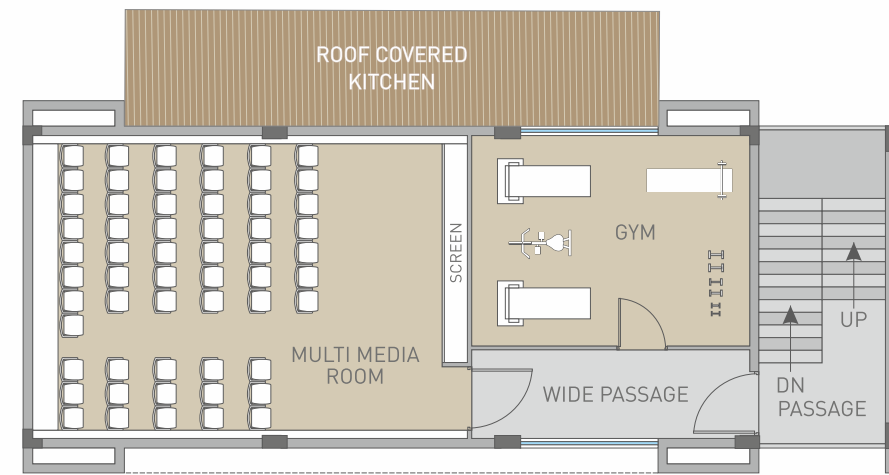 ROOF COVERED
KITCHEN
SCREEN
GYM
MULTI MEDIA
ROOM
WIDE PASSAGE
UP
DN
PASSAGE